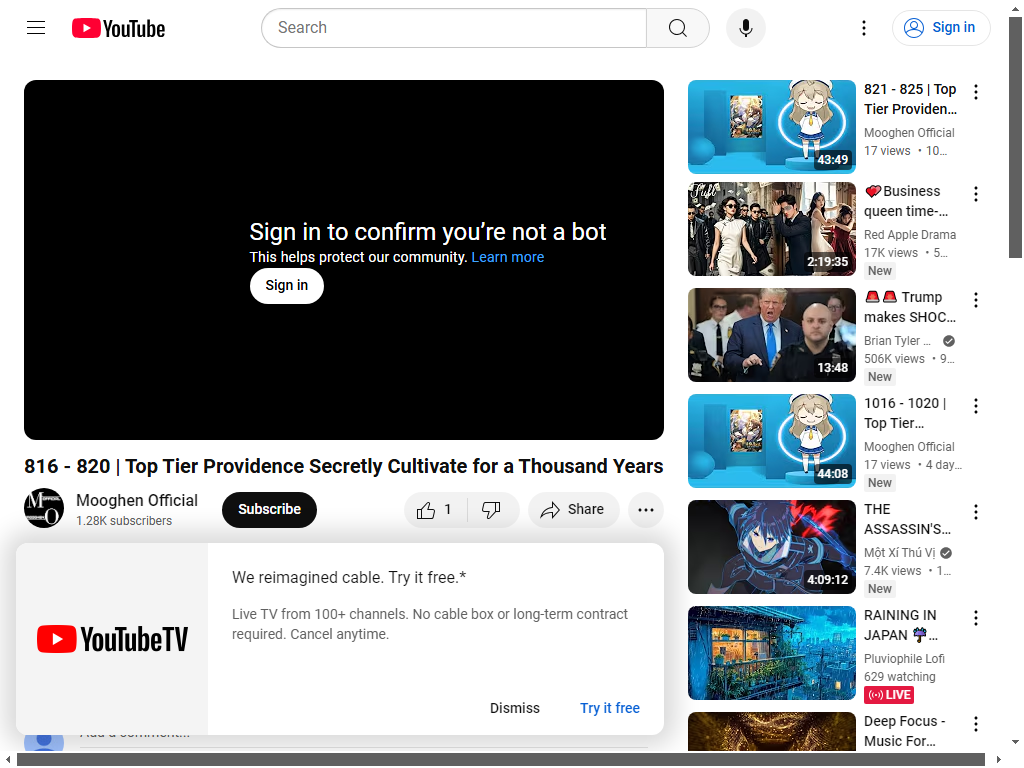 YouTube
Search
Sign in
Sign in to confirm you're not a bot
This helps protect our community. Learn more
Sign in
816 - 820 | Top Tier Providence Secretly Cultivate for a Thousand Years
Mooghen Official
1.28K subscribers
Subscribe
1
Share
We reimagined cable. Try it free.*
Live TV from 100+ channels. No cable box or long-term contract
required. Cancel anytime.
YouTubeTV
Dismiss
Try it free
Add a comment...
821 - 825 | Top
Tier Providen...
Mooghen Official
17 views • 10...
43:49
❤️Business
queen time-...
Red Apple Drama
17K views • 5...
New
2:19:35
🚨🚨 Trump
makes SHOC...
Brian Tyler ...
506K views • 9...
New
13:48
1016 - 1020 |
Top Tier...
Mooghen Official
17 views • 4 day...
New
44:08
THE
ASSASSIN'S...
Một Xí Thú Vị
7.4K views • 1...
New
4:09:12
RAINING IN
JAPAN ☔...
Pluviophile Lofi
629 watching
LIVE
Deep Focus -
Music For...